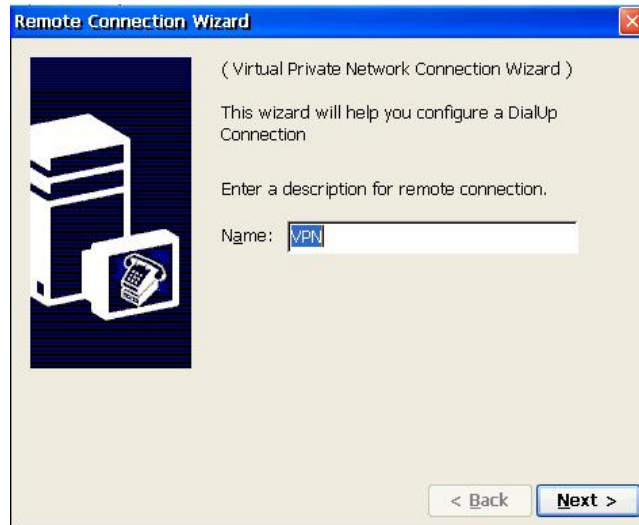 Remote Connection Wizard
( Virtual Private Network Connection Wizard )
This wizard will help you configure a DialUp
Connection
Enter a description for remote connection.
Name: VPN
< Back Next >